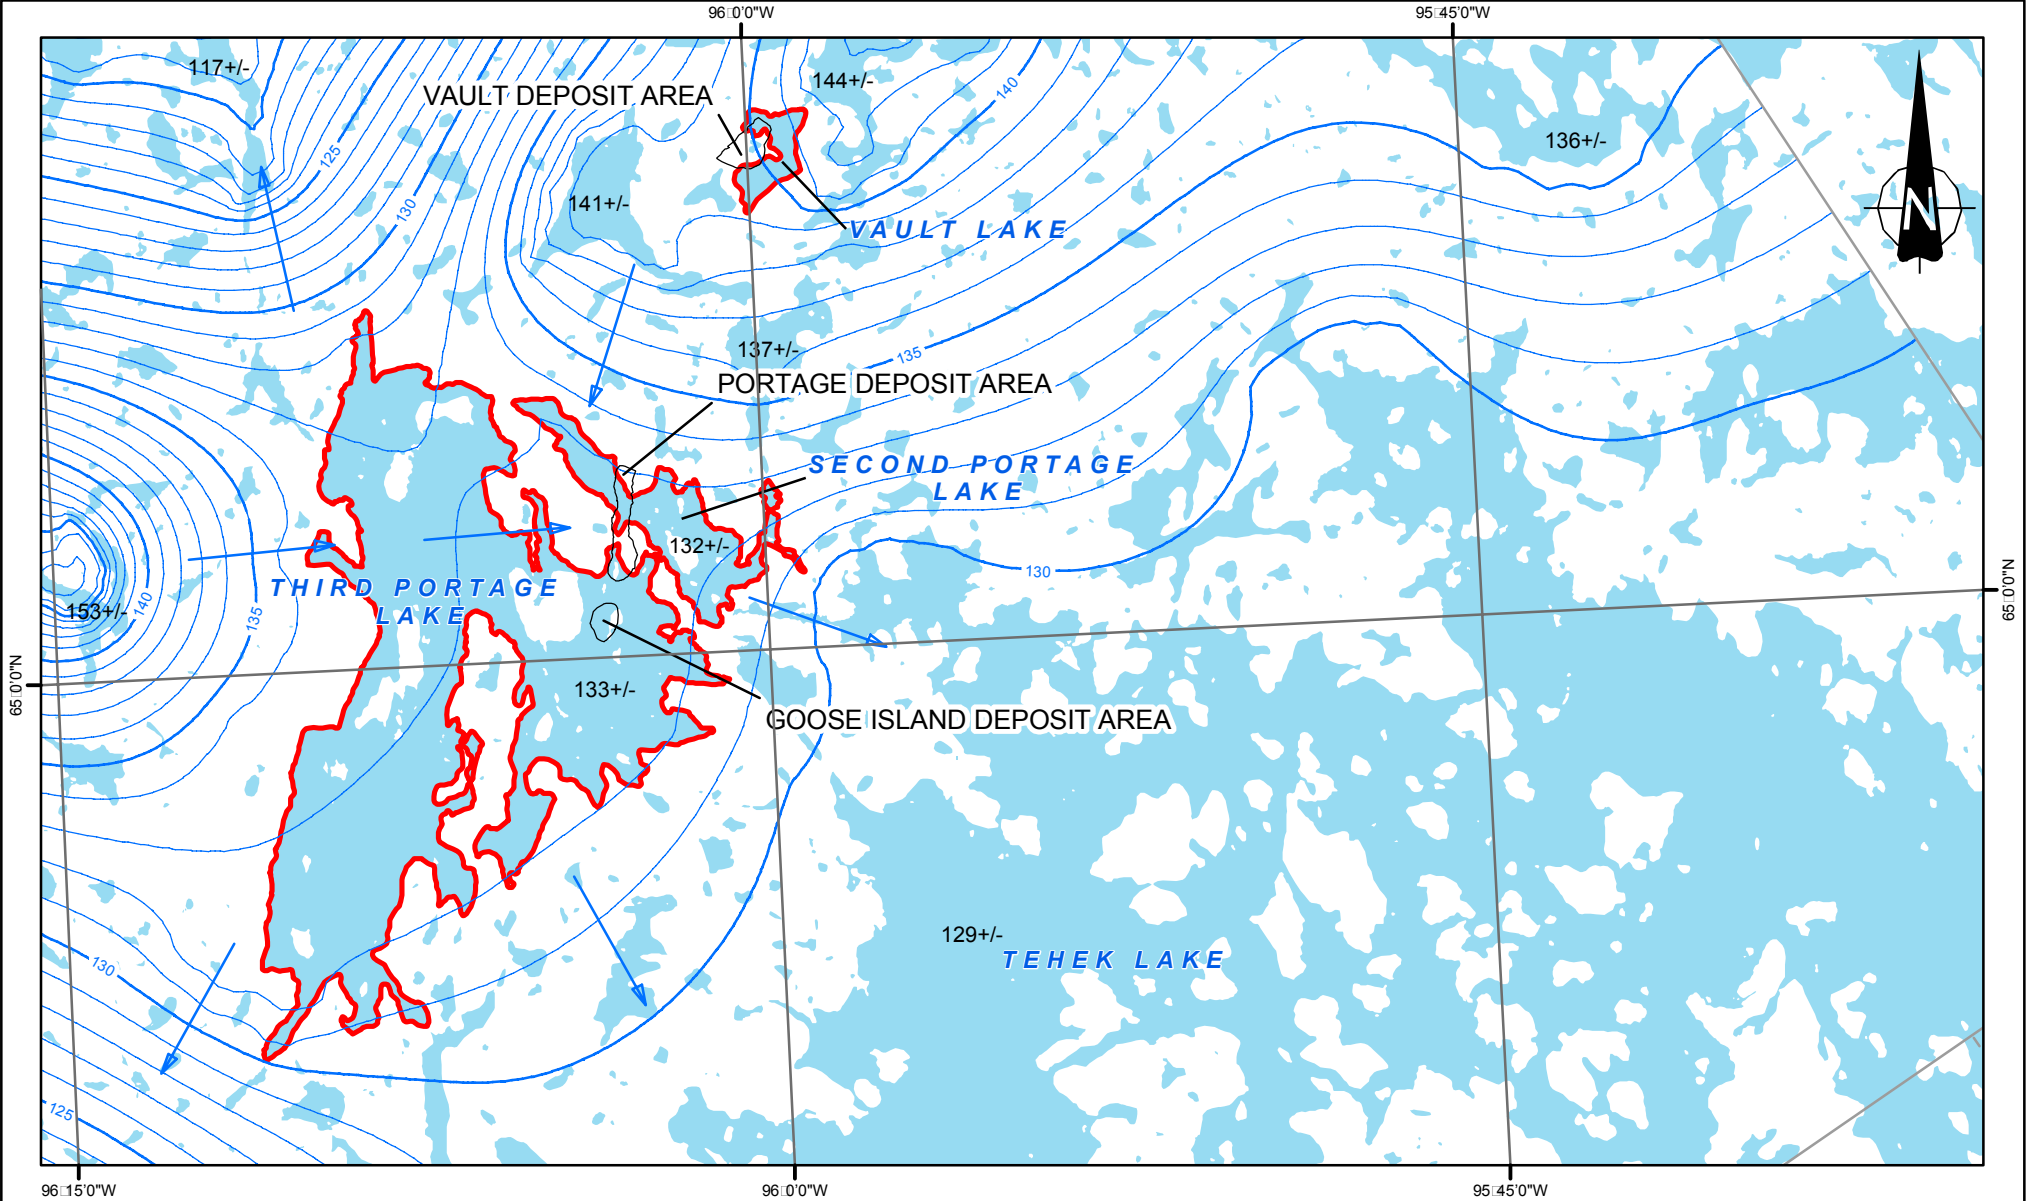 96□0'0"W
95□45'0"W
117+/-
144+/-
VAULT DEPOSIT AREA
140
136+/-
125
130
141+/-
N
VAULT LAKE
137+/-
135
PORTAGE DEPOSIT AREA
SECOND PORTAGE
LAKE
132+/-
130
65□0'0"N
THIRD PORTAGE
LAKE
153+/-
140
135
65□0'0"N
133+/-
GOOSE ISLAND DEPOSIT AREA
129+/-
TEHEK LAKE
130
125
96□15'0"W
96□0'0"W
95□45'0"W